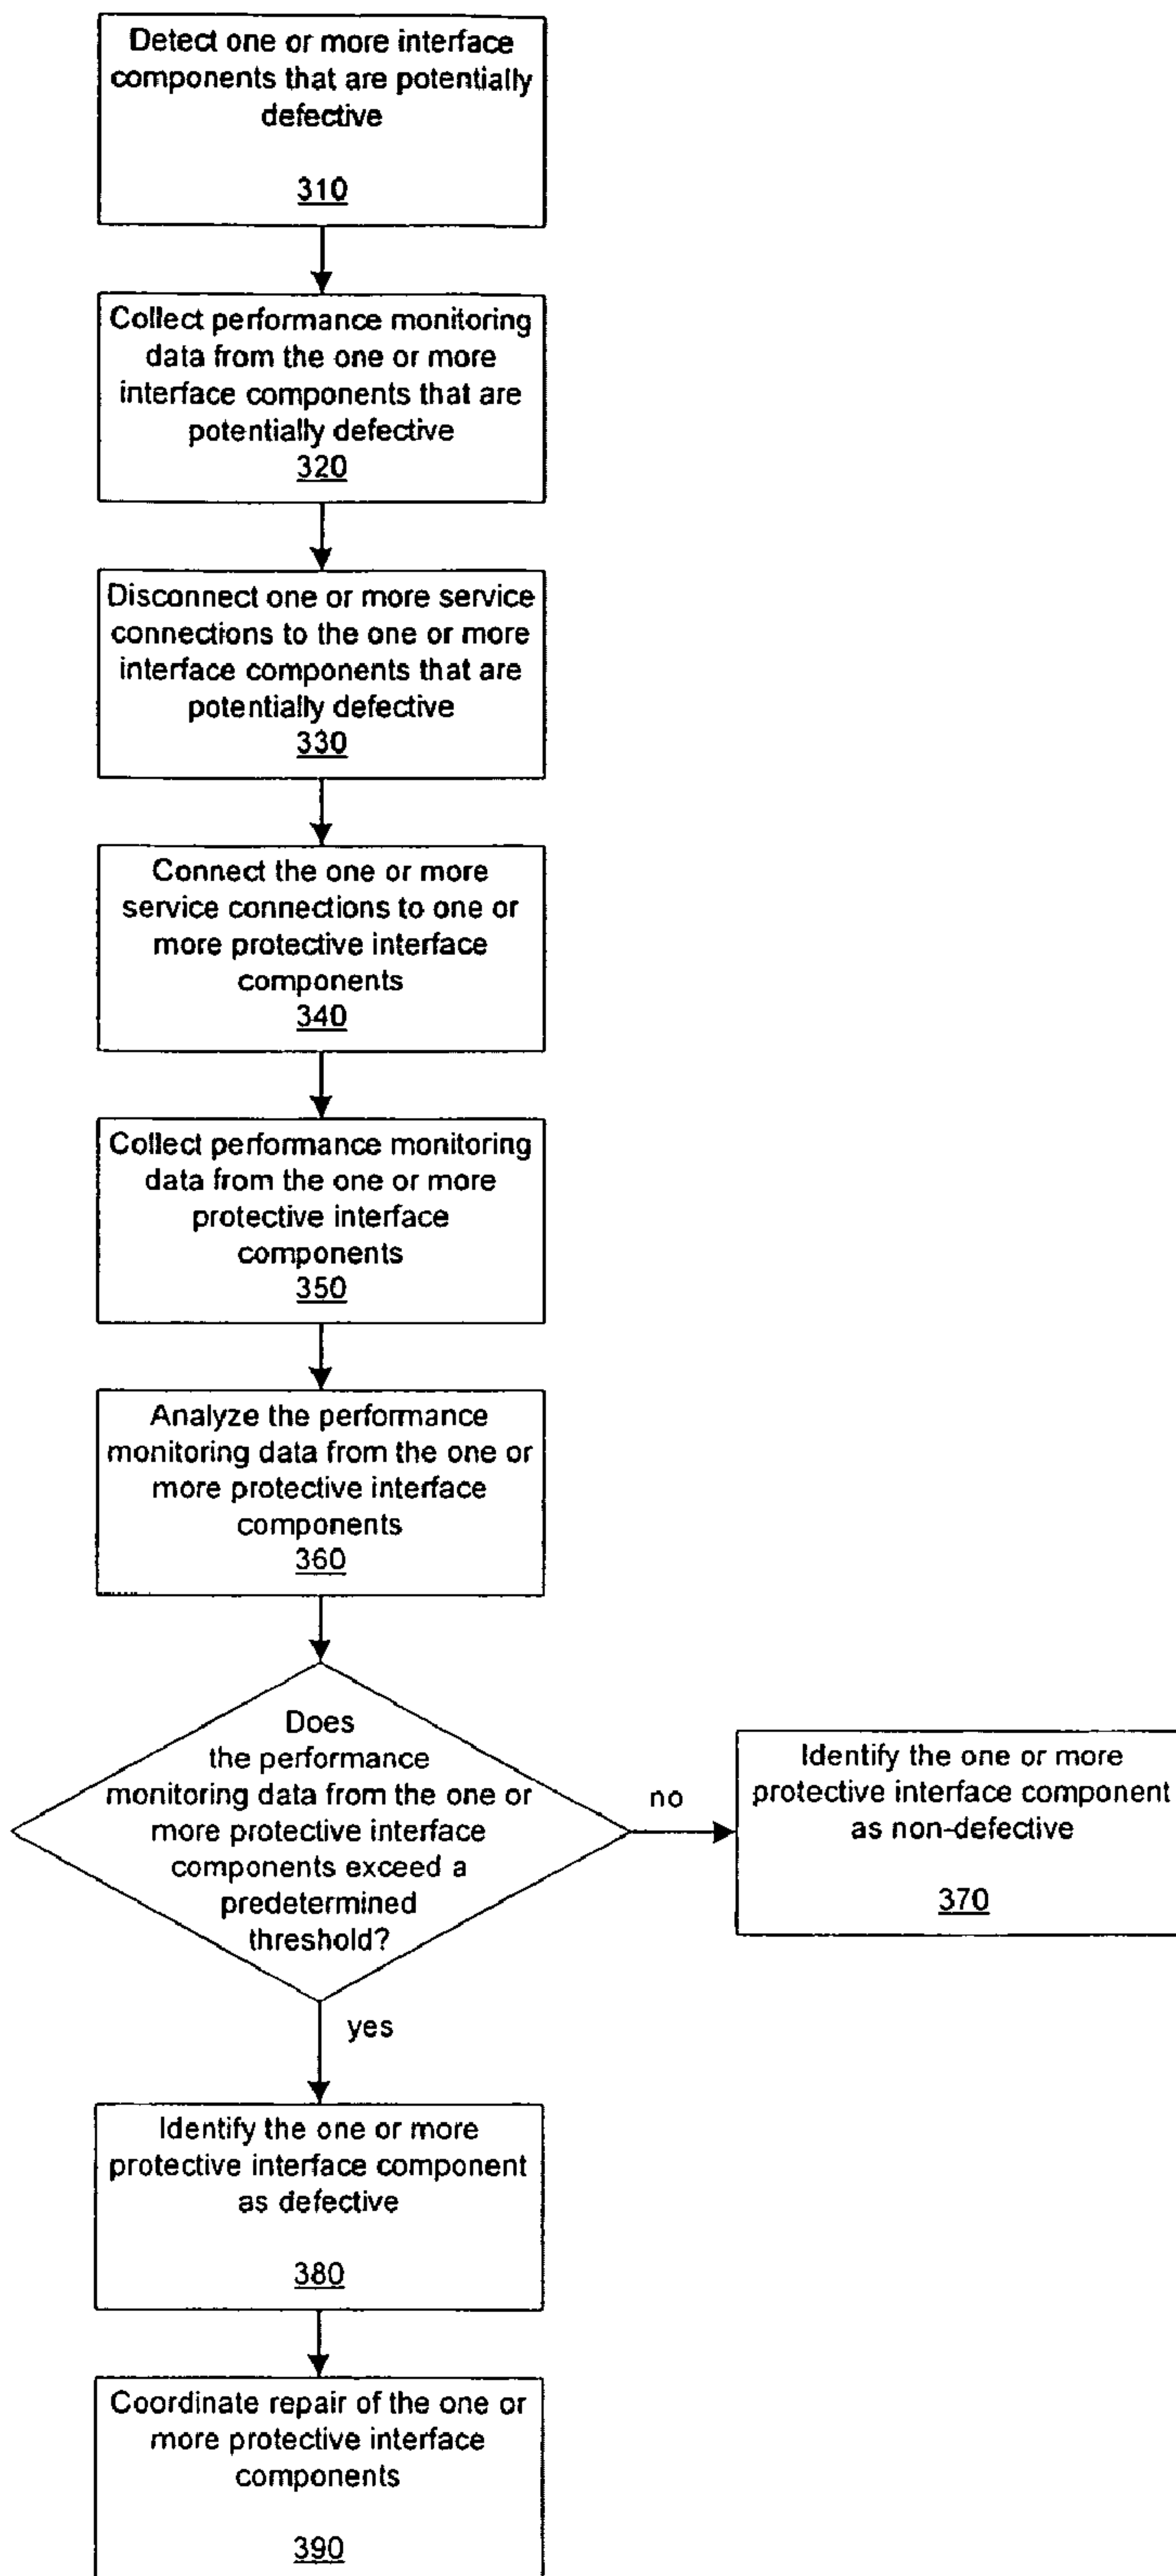 Detect one or more interface
components that are potentially
defective
310
Collect performance monitoring
data from the one or more
interface components that are
potentially defective
320
Disconnect one or more service
connections to the one or more
interface components that are
potentially defective
330
Connect the one or more
service connections to one or
more protective interface
components
340
Collect performance monitoring
data from the one or more
protective interface
components
350
Analyze the performance
monitoring data from the one or
more protective interface
components
360
Does
the performance
monitoring data from the one or
more protective interface
components exceed a
predetermined
threshold?
no
Identify the one or more
protective interface component
as non-defective
370
yes
Identify the one or more
protective interface component
as defective
380
Coordinate repair of the one or
more protective interface
components
390